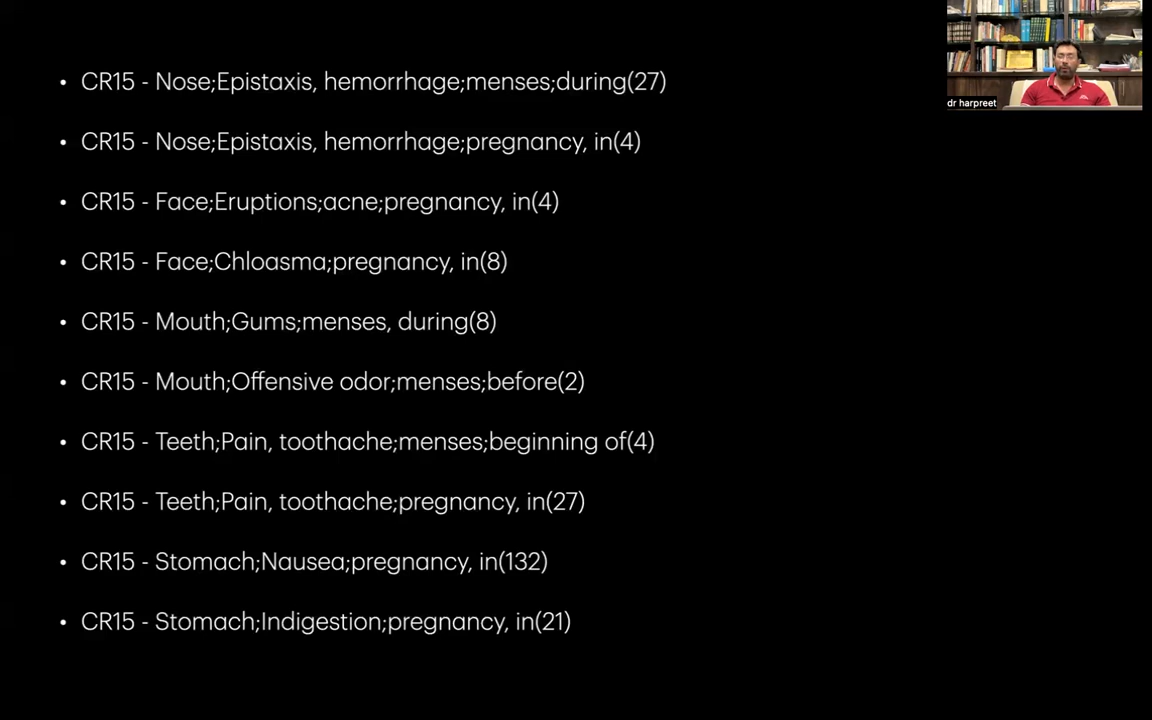 • CR15 - Nose;Epistaxis, hemorrhage;menses;during(27)
• CR15 - Nose;Epistaxis, hemorrhage;pregnancy, in(4)
• CR15 - Face;Eruptions;acne;pregnancy, in(4)
• CR15 - Face;Chloasma;pregnancy, in(8)
• CR15 - Mouth;Gums;menses, during(8)
• CR15 - Mouth;Offensive odor;menses;before(2)
• CR15 - Teeth;Pain, toothache;menses;beginning of(4)
• CR15 - Teeth;Pain, toothache;pregnancy, in(27)
• CR15 - Stomach;Nausea;pregnancy, in(132)
• CR15 - Stomach;Indigestion;pregnancy, in(21)
dr harpreet